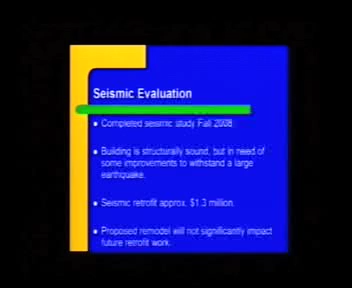 Seismic Evaluation
Completed seismic study Fall 2008.
Building is structurally sound, but in need of
some improvements to withstand a large
earthquake.
Seismic retrofit approx. $1.3 million.
Proposed remodel will not significantly impact
future retrofit work.